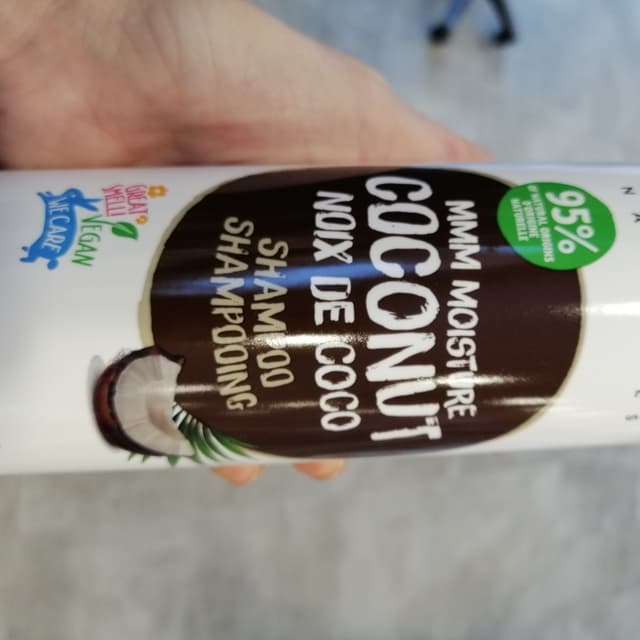 95%
MMM MOISTURE
COCONUT
NOIX DE COCO
SHAMPOO
SHAMPOOING
GREAT
SMELL!
VEGAN
WE CARE